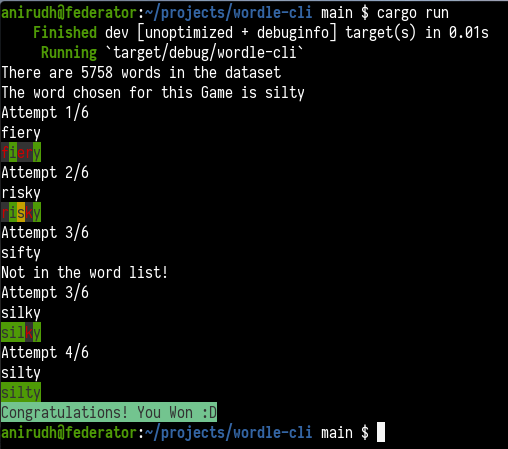 anirudh@federator:~/projects/wordle-cli main $ cargo run
Finished dev [unoptimized + debuginfo] target(s) in 0.01s
Running `target/debug/wordle-cli`
There are 5758 words in the dataset
The word chosen for this Game is silty
Attempt 1/6
fiery
fiery
Attempt 2/6
risky
risky
Attempt 3/6
sifty
Not in the word list!
Attempt 3/6
silky
silky
Attempt 4/6
silty
silty
Congratulations! You Won :D
anirudh@federator:~/projects/wordle-cli main $